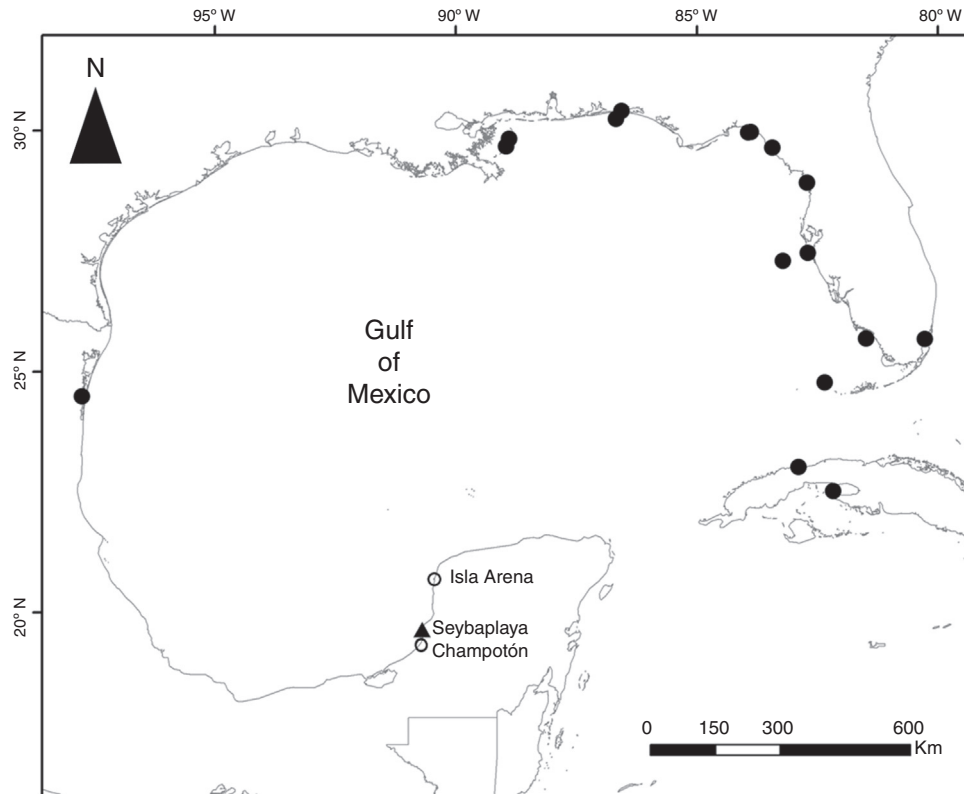 95° W 90° W 85° W 80° W
N
30° N
Gulf
of
Mexico
25° N
Isla Arena
20° N
Seybaplaya
Champotón
0 150 300 600
Km